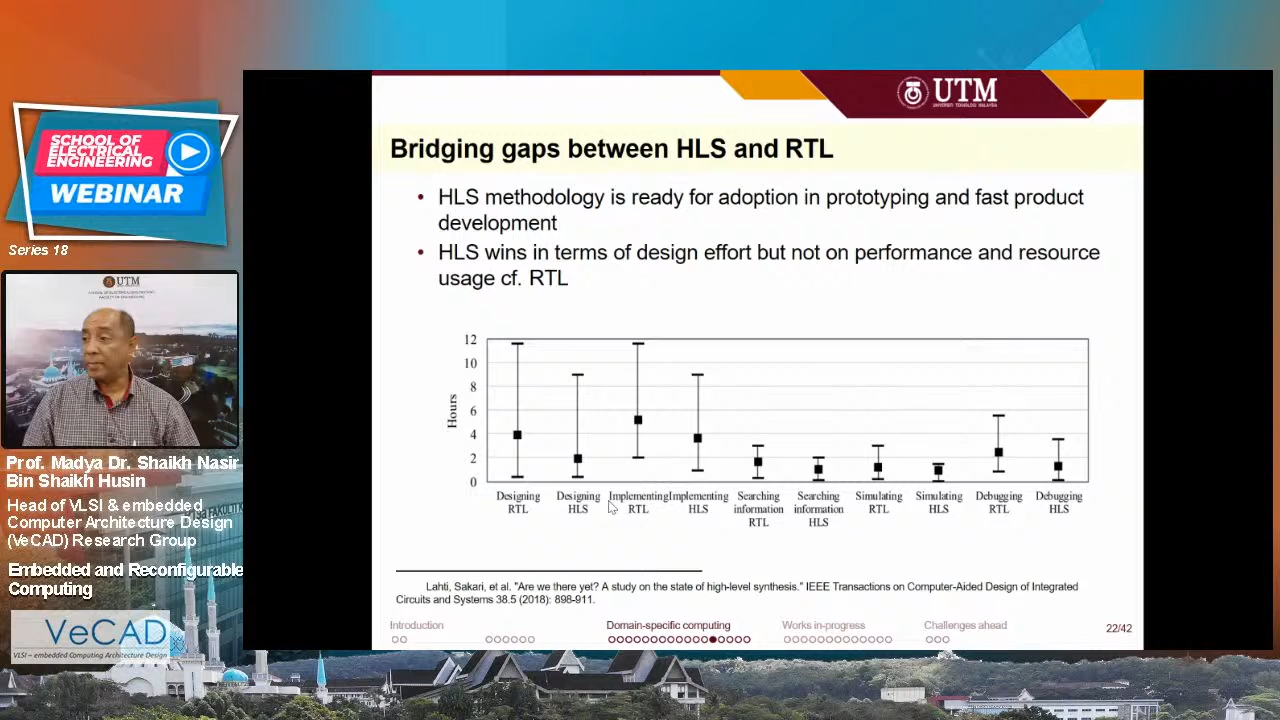 UTM
UNIVERSITI TEKNOLOGI MALAYSIA
SCHOOL OF
ELECTRICAL
ENGINEERING
WEBINAR
Series 18
UTM
Prof. Madya Dr. Shaikh Nasir
Bin Shaikh Husin
Head of VLSI & embedded
Computer Architecture Design
(VeCAD) Research Group
Embedded and Reconfigurable
Computing
VeCAD
VLSI – embedded Computing Architecture Design
Bridging gaps between HLS and RTL
• HLS methodology is ready for adoption in prototyping and fast product
development
• HLS wins in terms of design effort but not on performance and resource
usage cf. RTL
12
10
8
6
4
2
0
Hours
Designing RTL
Designing HLS
Implementing RTL
Implementing HLS
Searching information RTL
Searching information HLS
Simulating RTL
Simulating HLS
Debugging RTL
Debugging HLS
Lahti, Sakari, et al. "Are we there yet? A study on the state of high-level synthesis." IEEE Transactions on Computer-Aided Design of Integrated
Circuits and Systems 38.5 (2018): 898-911.
Introduction
Domain-specific computing
Works in-progress
Challenges ahead
22/42